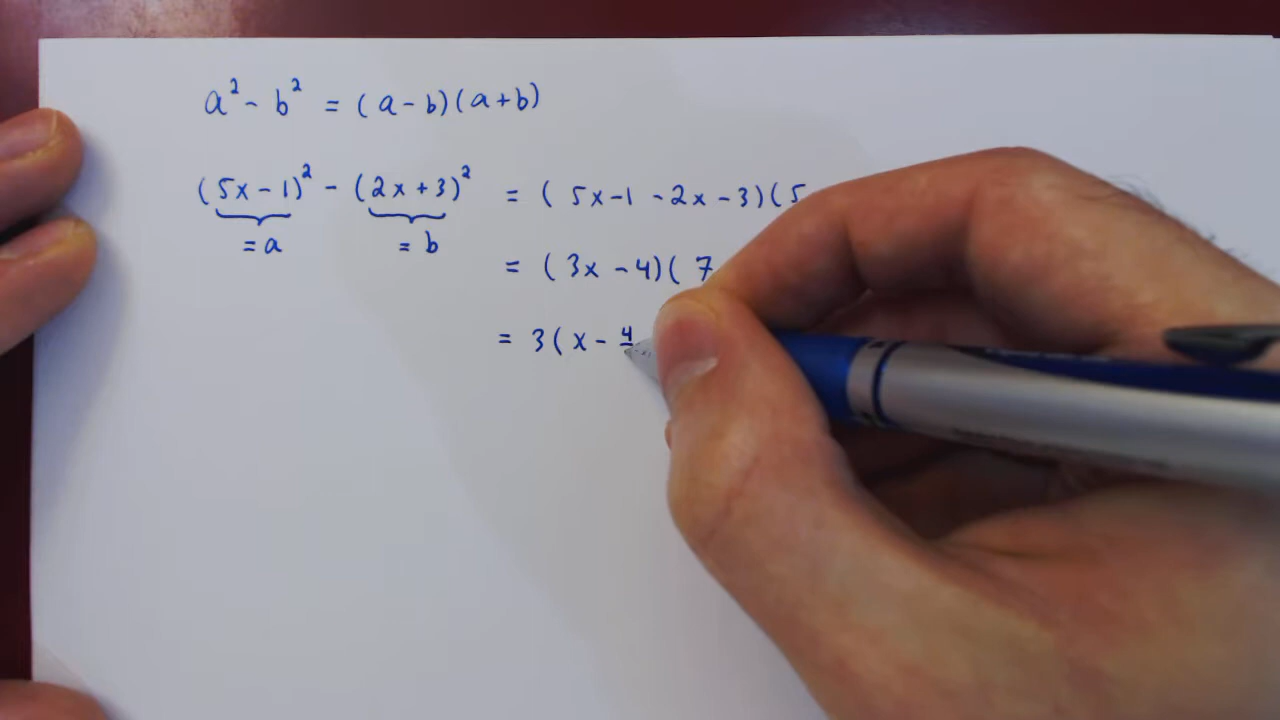 a² - b² = (a - b)(a + b)
(5x - 1)² - (2x + 3)² = (5x - 1 - 2x - 3)(5
= a = b
= (3x - 4)(7
= 3(x - 4